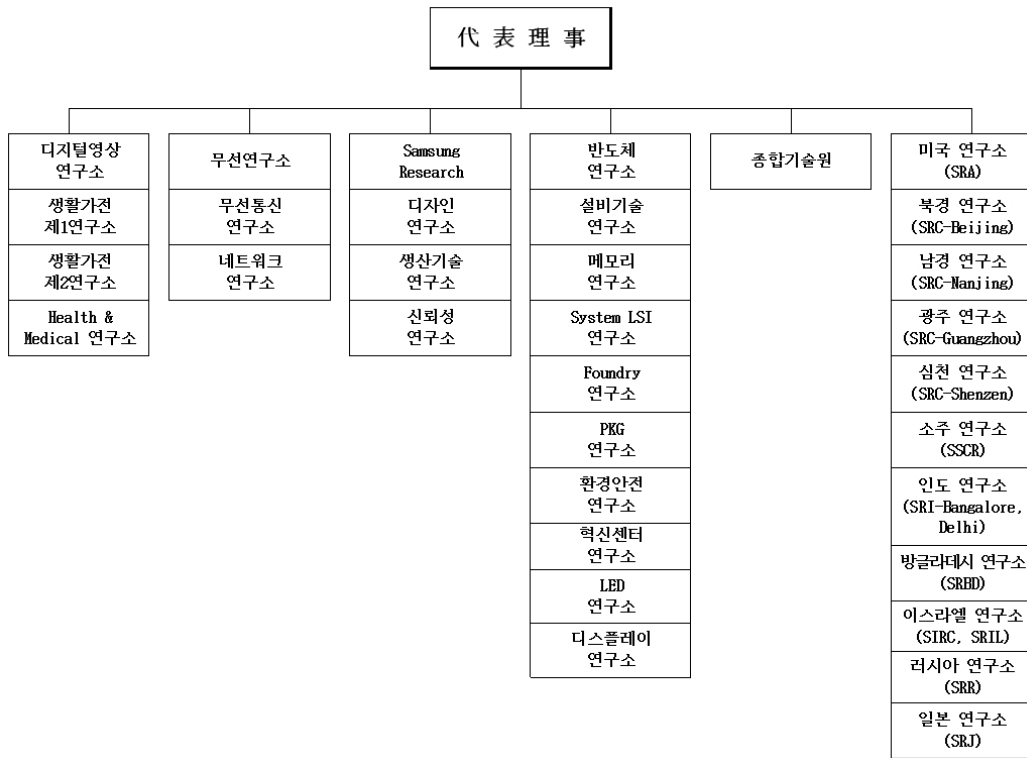 代表理事
디지털영상
연구소
생활가전
제1연구소
생활가전
제2연구소
Health &
Medical 연구소
무선연구소
무선통신
연구소
네트워크
연구소
Samsung
Research
디자인
연구소
생산기술
연구소
신뢰성
연구소
반도체
연구소
설비기술
연구소
메모리
연구소
System LSI
연구소
Foundry
연구소
PKG
연구소
환경안전
연구소
혁신센터
연구소
LED
연구소
디스플레이
연구소
종합기술원
미국 연구소
(SRA)
북경 연구소
(SRC-Beijing)
남경 연구소
(SRC-Nanjing)
광주 연구소
(SRC-Guangzhou)
심천 연구소
(SRC-Shenzen)
소주 연구소
(SSCR)
인도 연구소
(SRI-Bangalore,
Delhi)
방글라데시 연구소
(SRBD)
이스라엘 연구소
(SIRC, SRIL)
러시아 연구소
(SRR)
일본 연구소
(SRJ)